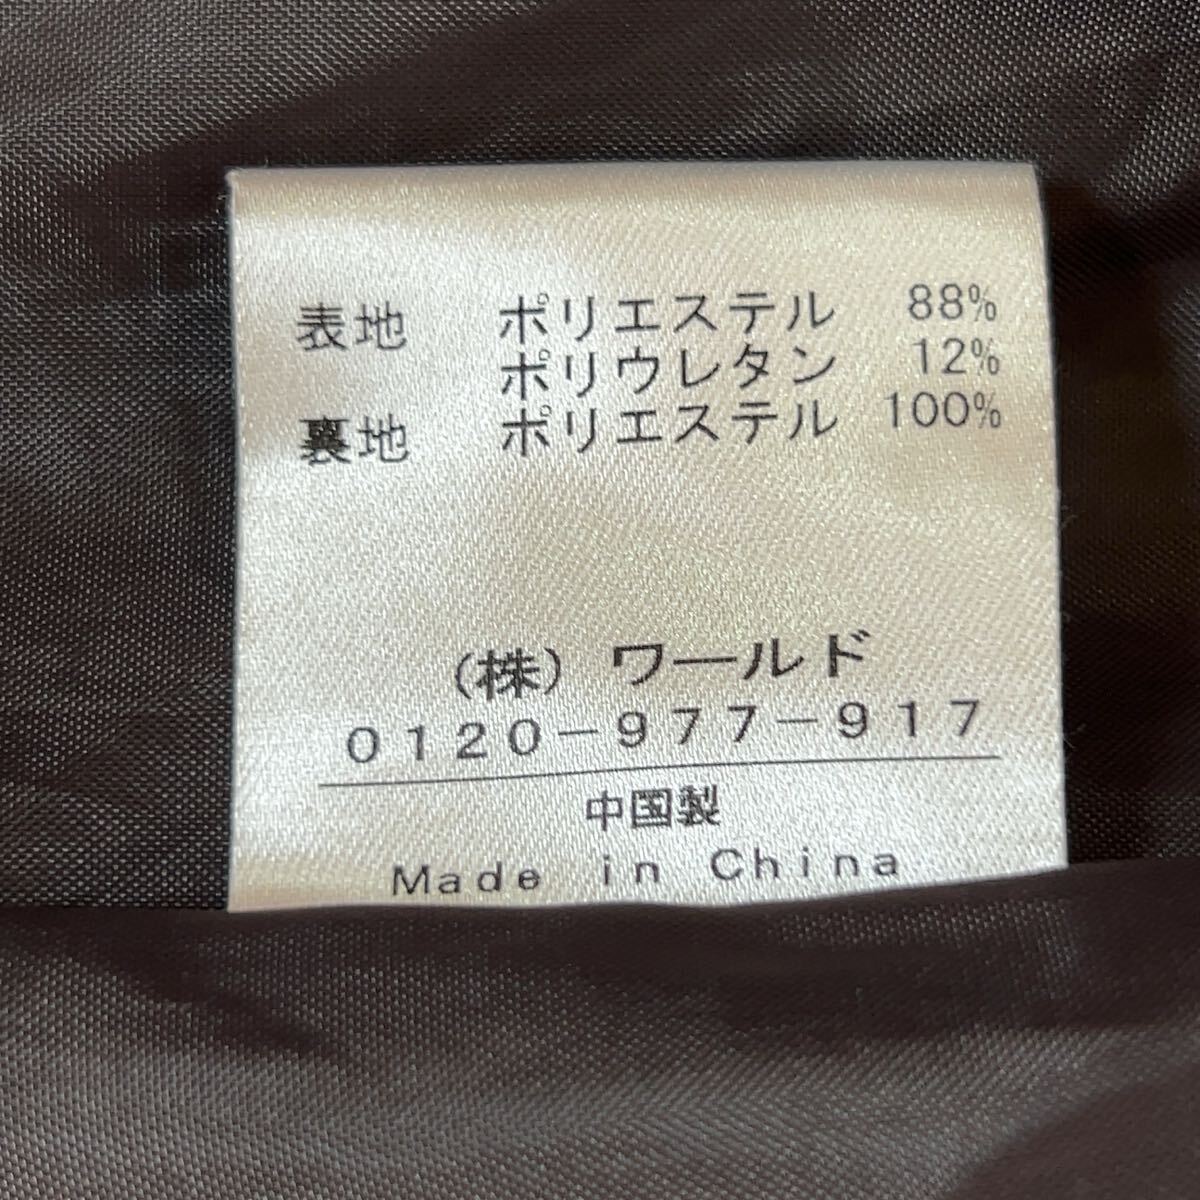 表地 ポリエステル 88%
ポリウレタン 12%
裏地 ポリエステル 100%
(株) ワールド
0120-977-917
中国製
Made in China